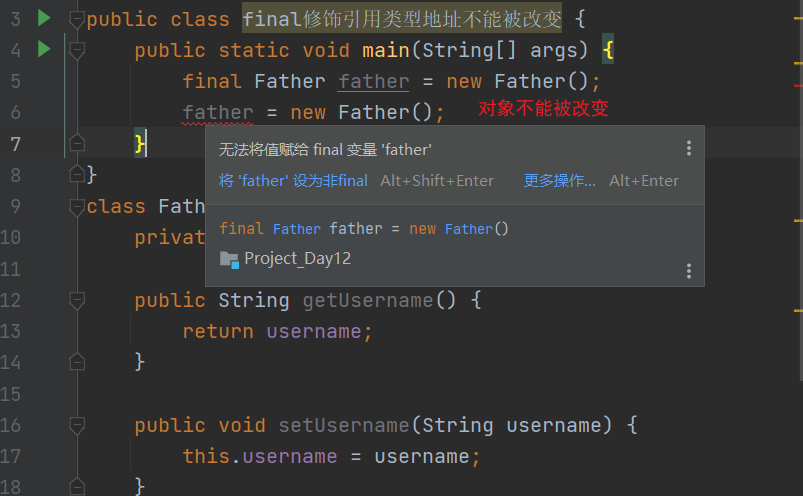 3 public class final修饰引用类型地址不能被改变 {
4 public static void main(String[] args) {
5 final Father father = new Father();
6 father = new Father(); 对象不能被改变
7 }
无法将值赋给 final 变量 'father'
将 'father' 设为非final Alt+Shift+Enter 更多操作... Alt+Enter
8 }
9 class Fath
final Father father = new Father()
10 privat
Project_Day12
11
12 public String getUsername() {
13 return username;
14 }
15
16 public void setUsername(String username) {
17 this.username = username;
18 }